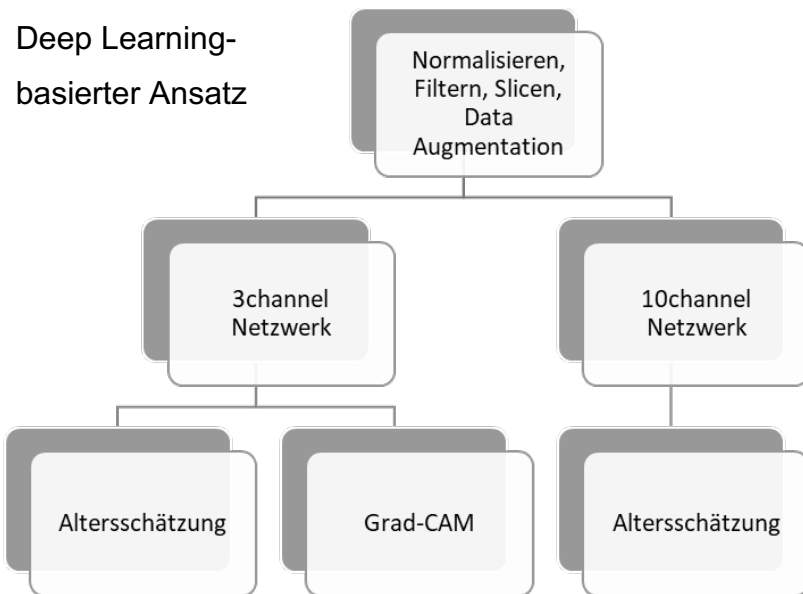 Deep Learning-
basierter Ansatz
Normalisieren,
Filtern, Slicen,
Data
Augmentation
3channel
Netzwerk
10channel
Netzwerk
Altersschätzung
Grad-CAM
Altersschätzung